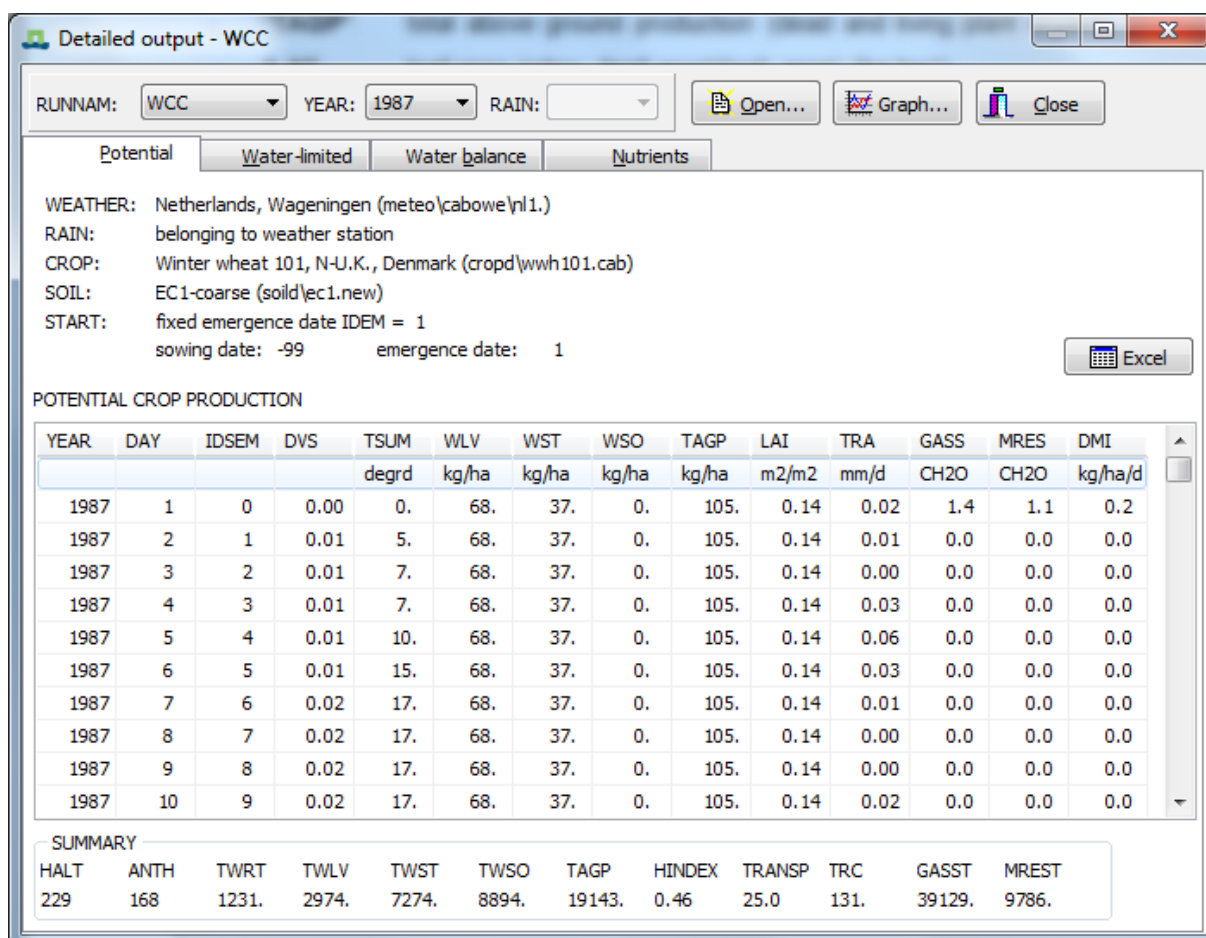 TAGP total above ground production (dead and living plant
Detailed output - WCC
RUNNAM: WCC YEAR: 1987 RAIN: Open... Graph... Close
Potential Water-limited Water balance Nutrients
WEATHER: Netherlands, Wageningen (meteo\cabowe\nl1.)
RAIN: belonging to weather station
CROP: Winter wheat 101, N-U.K., Denmark (cropd\wwh101.cab)
SOIL: EC1-coarse (soild\ec1.new)
START: fixed emergence date IDEM = 1
sowing date: -99 emergence date: 1
Excel
POTENTIAL CROP PRODUCTION
YEAR DAY IDSEM DVS TSUM WLV WST WSO TAGP LAI TRA GASS MRES DMI
degrd kg/ha kg/ha kg/ha kg/ha m2/m2 mm/d CH2O CH2O kg/ha/d
1987 1 0 0.00 0. 68. 37. 0. 105. 0.14 0.02 1.4 1.1 0.2
1987 2 1 0.01 5. 68. 37. 0. 105. 0.14 0.01 0.0 0.0 0.0
1987 3 2 0.01 7. 68. 37. 0. 105. 0.14 0.00 0.0 0.0 0.0
1987 4 3 0.01 7. 68. 37. 0. 105. 0.14 0.03 0.0 0.0 0.0
1987 5 4 0.01 10. 68. 37. 0. 105. 0.14 0.06 0.0 0.0 0.0
1987 6 5 0.01 15. 68. 37. 0. 105. 0.14 0.03 0.0 0.0 0.0
1987 7 6 0.02 17. 68. 37. 0. 105. 0.14 0.01 0.0 0.0 0.0
1987 8 7 0.02 17. 68. 37. 0. 105. 0.14 0.00 0.0 0.0 0.0
1987 9 8 0.02 17. 68. 37. 0. 105. 0.14 0.00 0.0 0.0 0.0
1987 10 9 0.02 17. 68. 37. 0. 105. 0.14 0.02 0.0 0.0 0.0
SUMMARY
HALT ANTH TWRT TWLV TWST TWSO TAGP HINDEX TRANSP TRC GASST MREST
229 168 1231. 2974. 7274. 8894. 19143. 0.46 25.0 131. 39129. 9786.